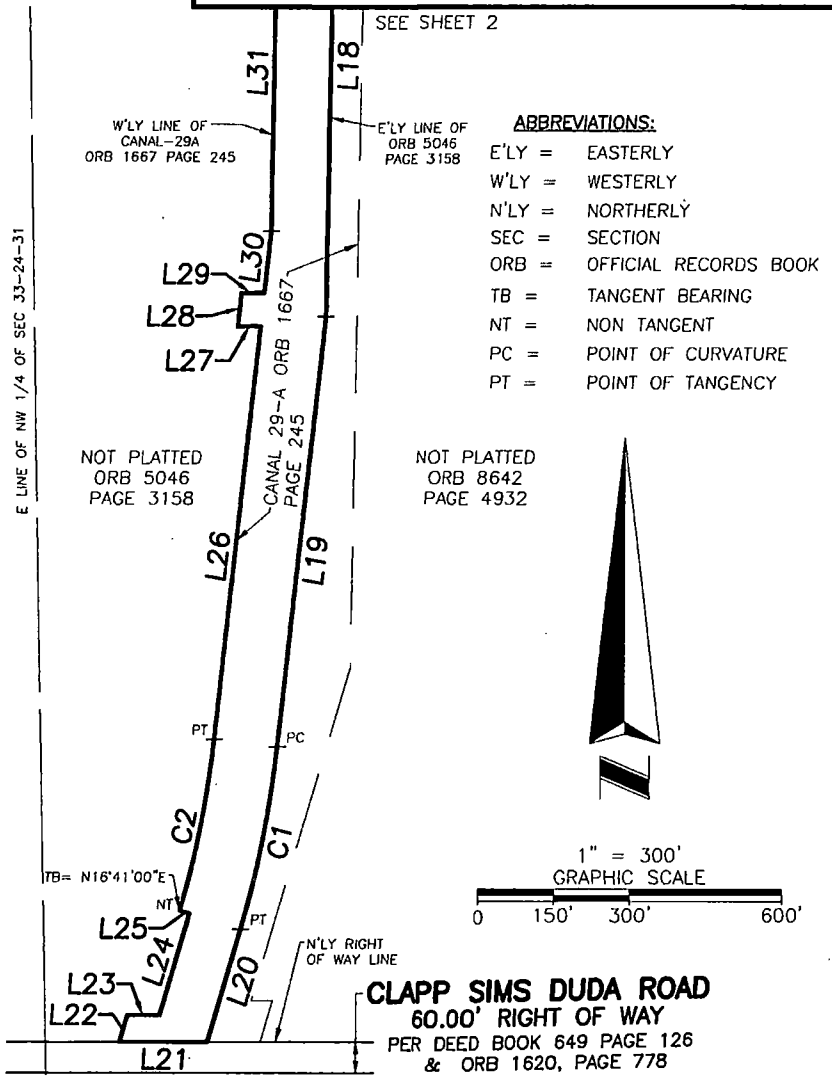 SEE SHEET 2
L31
L18
W'LY LINE OF
CANAL-29A
ORB 1667 PAGE 245
E'LY LINE OF
ORB 5046
PAGE 3158
ABBREVIATIONS:
E'LY = EASTERLY
W'LY = WESTERLY
N'LY = NORTHERLY
SEC = SECTION
ORB = OFFICIAL RECORDS BOOK
TB = TANGENT BEARING
NT = NON TANGENT
PC = POINT OF CURVATURE
PT = POINT OF TANGENCY
E LINE OF NW 1/4 OF SEC 33-24-31
L30
L29
L28
L27
CANAL 29-A ORB 1667
PAGE 245
NOT PLATTED
ORB 5046
PAGE 3158
NOT PLATTED
ORB 8642
PAGE 4932
L26
L19
N
PT
PC
C2
C1
TB= N16°41'00"E
NT
L25
PT
L24
L20
L23
L22
L21
N'LY RIGHT
OF WAY LINE
1" = 300'
GRAPHIC SCALE
0 150' 300' 600'
CLAPP SIMS DUDA ROAD
60.00' RIGHT OF WAY
PER DEED BOOK 649 PAGE 126
& ORB 1620, PAGE 778